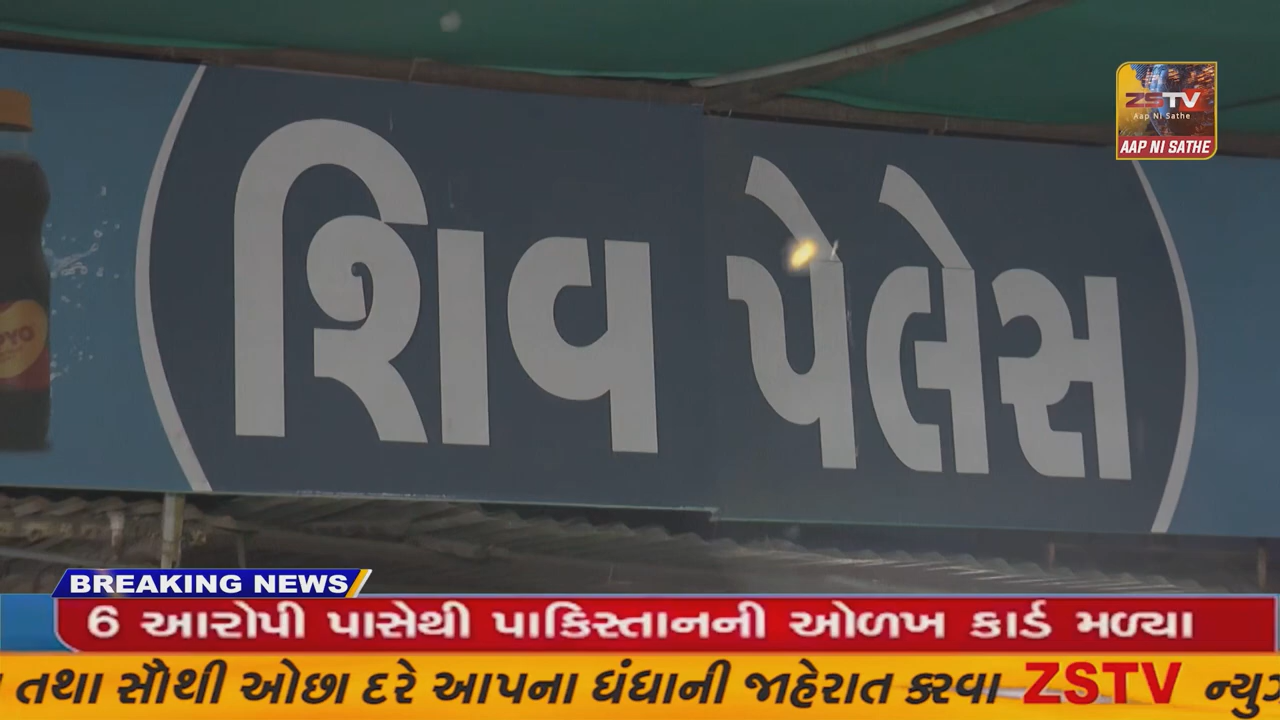 ZSTV
Aap Ni Sathe
AAP NI SATHE
શિવ પેલેસ
BREAKING NEWS
6 આરોપી પાસેથી પાકિસ્તાનની ઓળખ કાર્ડ મળ્યા
તથા સૌથી ઓછા દરે આપના ધંધાની જાહેરાત કરવા ZSTV